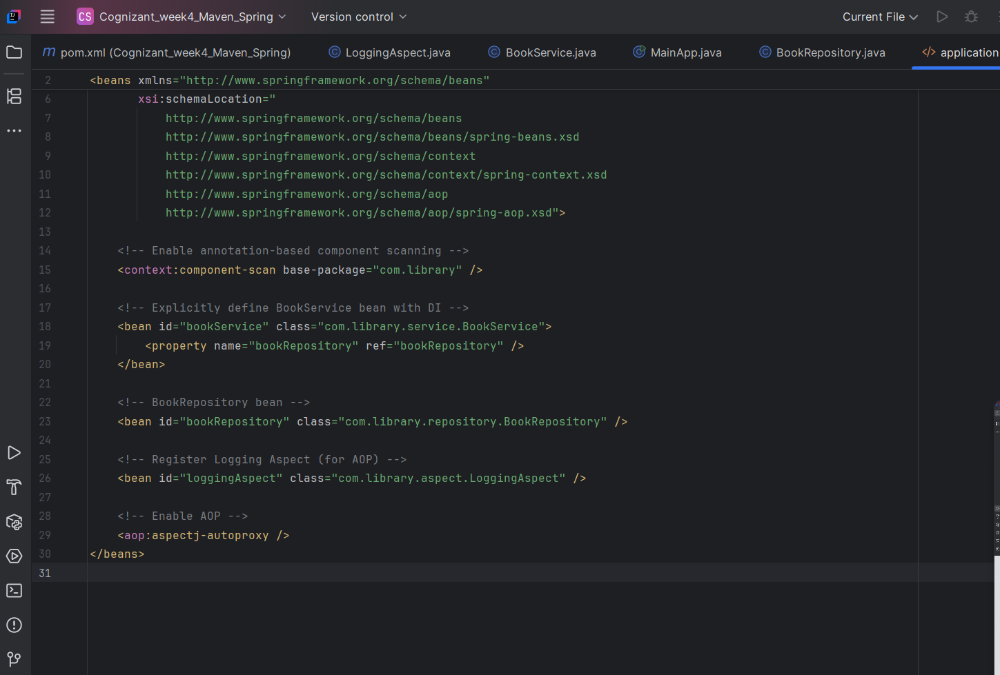 CS Cognizant_week4_Maven_Spring Version control Current File
m pom.xml (Cognizant_week4_Maven_Spring) LoggingAspect.java BookService.java MainApp.java BookRepository.java </> application
2 <beans xmlns="http://www.springframework.org/schema/beans"
6 xsi:schemaLocation="
7 http://www.springframework.org/schema/beans
8 http://www.springframework.org/schema/beans/spring-beans.xsd
9 http://www.springframework.org/schema/context
10 http://www.springframework.org/schema/context/spring-context.xsd
11 http://www.springframework.org/schema/aop
12 http://www.springframework.org/schema/aop/spring-aop.xsd">
13
14 <!-- Enable annotation-based component scanning -->
15 <context:component-scan base-package="com.library" />
16
17 <!-- Explicitly define BookService bean with DI -->
18 <bean id="bookService" class="com.library.service.BookService">
19 <property name="bookRepository" ref="bookRepository" />
20 </bean>
21
22 <!-- BookRepository bean -->
23 <bean id="bookRepository" class="com.library.repository.BookRepository" />
24
25 <!-- Register Logging Aspect (for AOP) -->
26 <bean id="loggingAspect" class="com.library.aspect.LoggingAspect" />
27
28 <!-- Enable AOP -->
29 <aop:aspectj-autoproxy />
30 </beans>
31